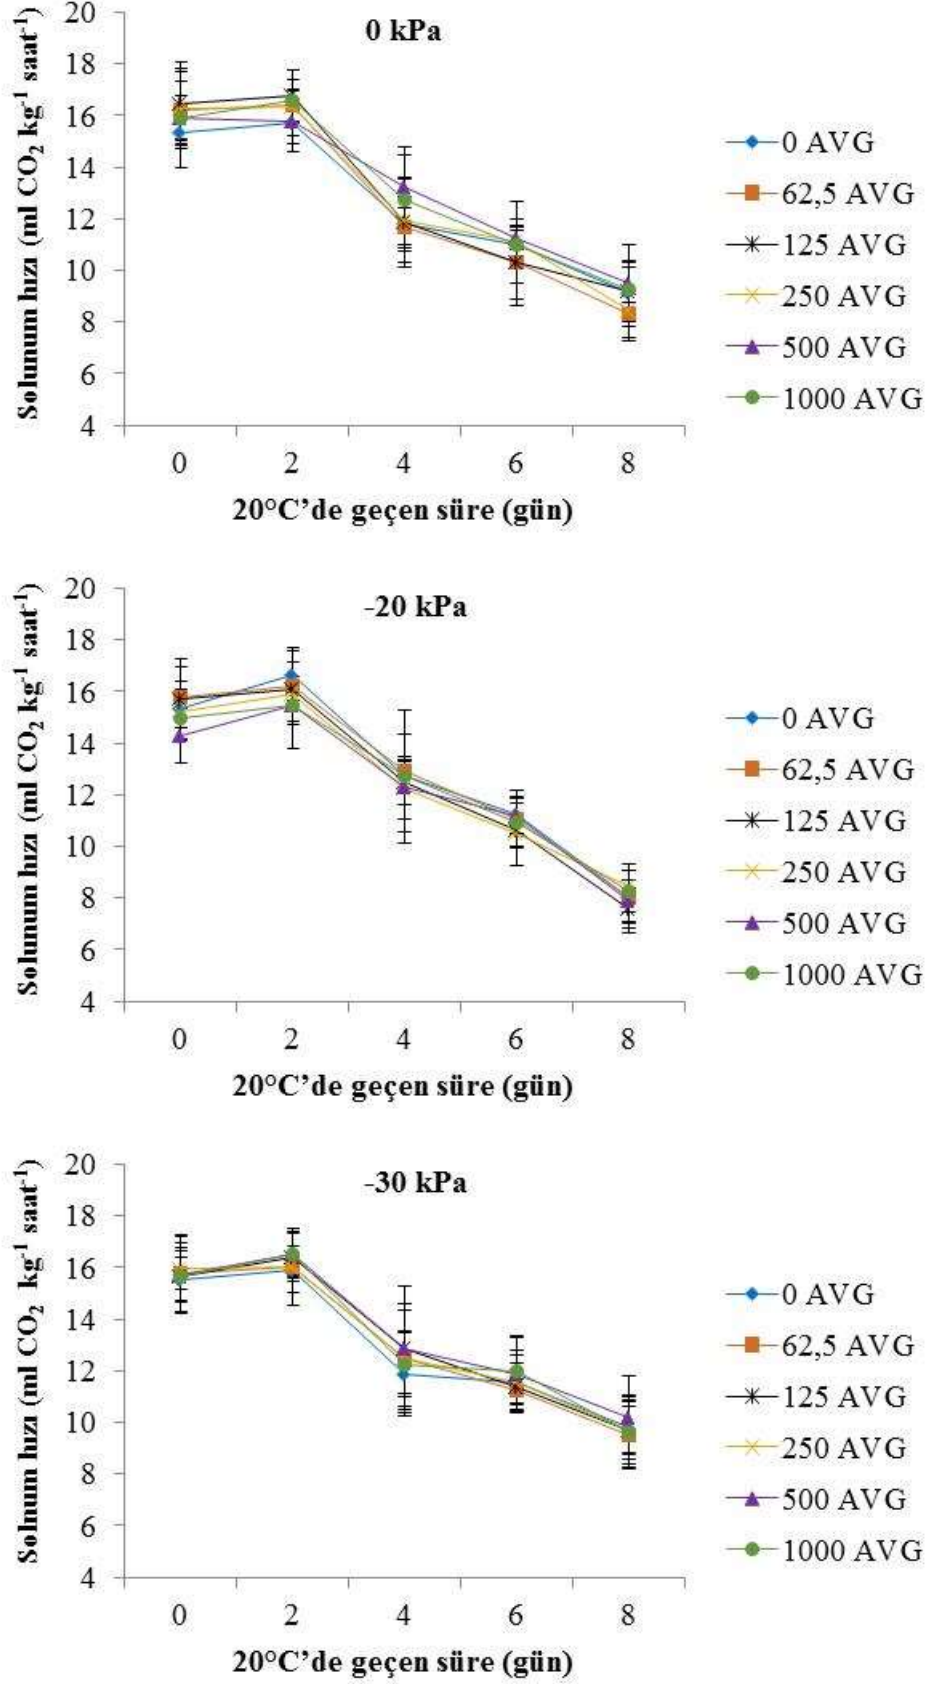 0 kPa
Solunum hızı (ml CO₂ kg⁻¹ saat⁻¹)
20
18
16
14
12
10
8
6
4
0 2 4 6 8
20°C’de geçen süre (gün)
0 AVG
62,5 AVG
125 AVG
250 AVG
500 AVG
1000 AVG
-20 kPa
Solunum hızı (ml CO₂ kg⁻¹ saat⁻¹)
20
18
16
14
12
10
8
6
4
0 2 4 6 8
20°C’de geçen süre (gün)
0 AVG
62,5 AVG
125 AVG
250 AVG
500 AVG
1000 AVG
-30 kPa
Solnum hızı (ml CO₂ kg⁻¹ saat⁻¹)
20
18
16
14
12
10
8
6
4
0 2 4 6 8
20°C’de geçen süre (gün)
0 AVG
62,5 AVG
125 AVG
250 AVG
500 AVG
1000 AVG